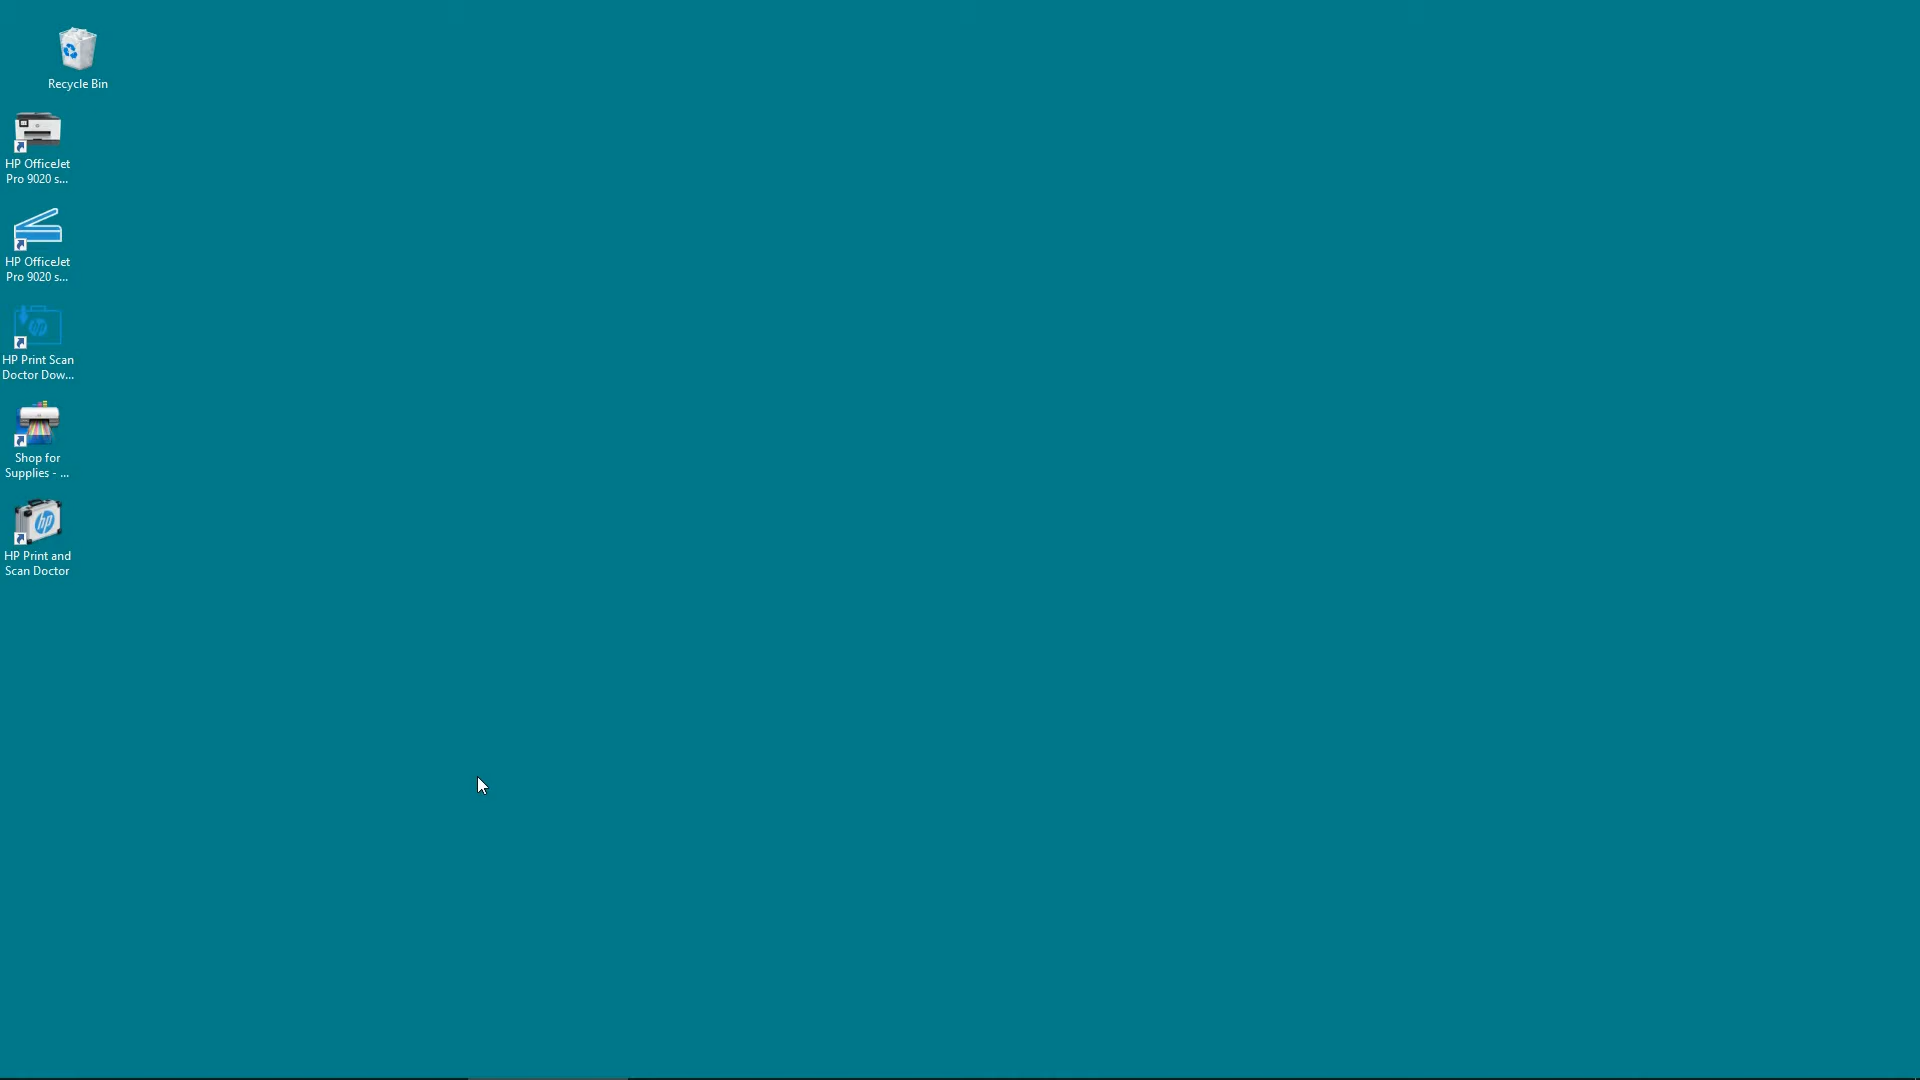 Recycle Bin
HP OfficeJet
Pro 9020 s...
HP OfficeJet
Pro 9020 s...
HP Print Scan
Doctor Dow...
Shop for
Supplies - ...
HP Print and
Scan Doctor